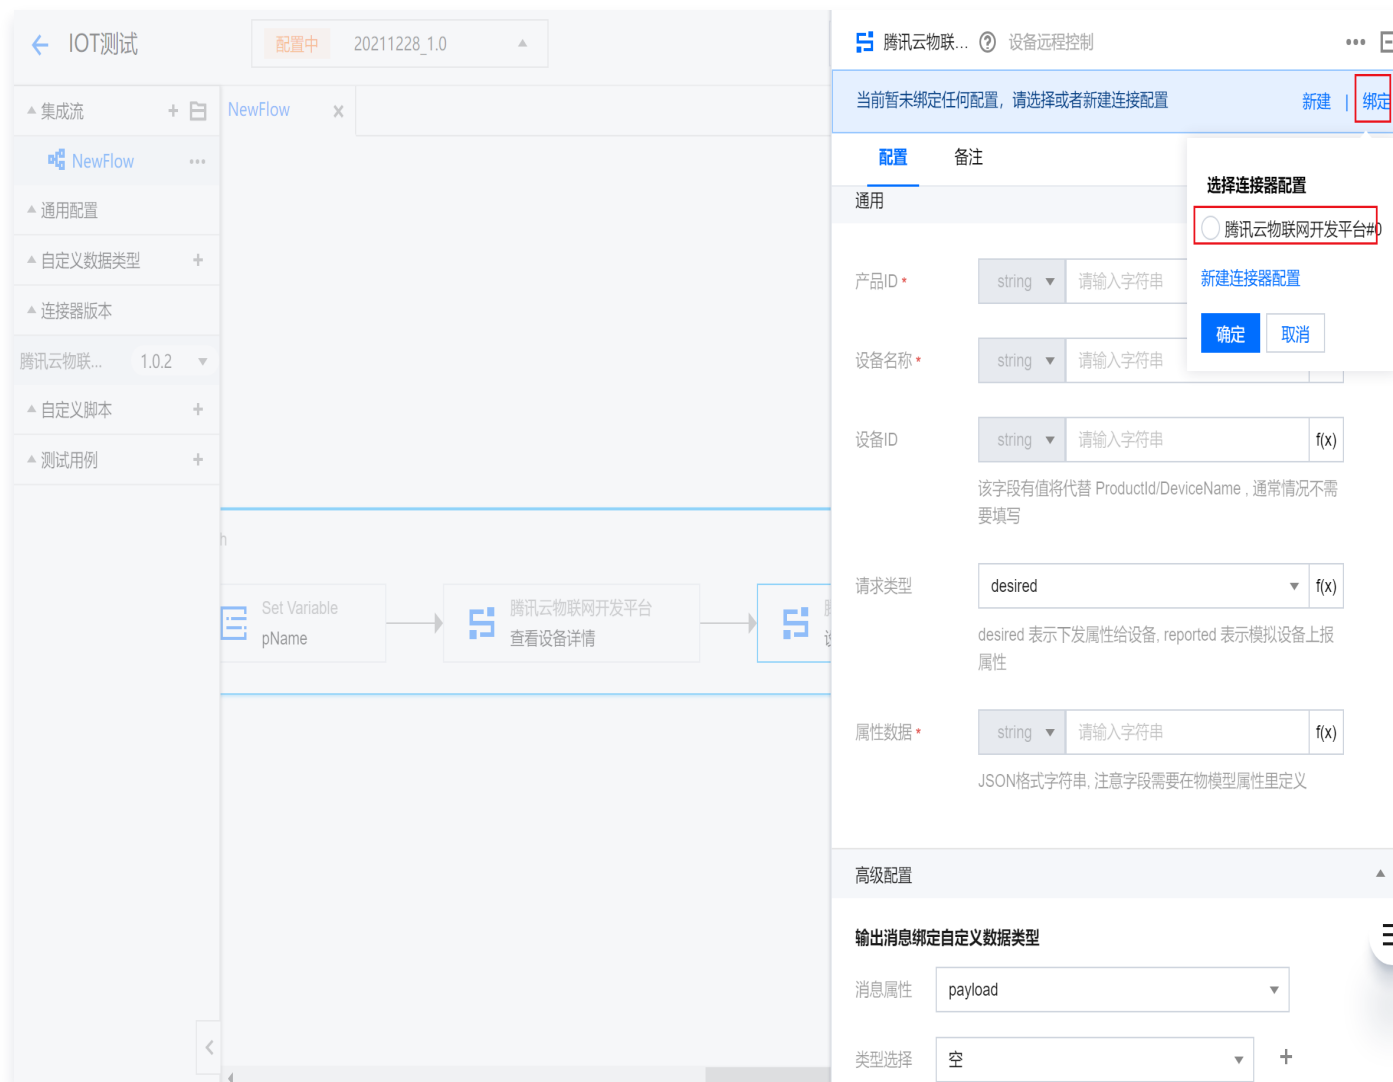 IOT测试
配置中 20211228_1.0
集成流
NewFlow
通用配置
自定义数据类型
连接器版本
腾讯云物联... 1.0.2
自定义脚本
测试用例
NewFlow
h
Set Variable
pName
腾讯云物联网开发平台
查看设备详情
腾讯云物联... 设备远程控制
当前暂未绑定任何配置，请选择或者新建连接配置 新建 | 绑定
配置 备注
选择连接器配置
腾讯云物联网开发平台#0
新建连接器配置
确定 取消
通用
产品ID * string 请输入字符串
设备名称 * string 请输入字符串
设备ID string 请输入字符串 f(x)
该字段有值将代替 ProductId/DeviceName , 通常情况不需
要填写
请求类型 desired f(x)
desired 表示下发属性给设备, reported 表示模拟设备上报
属性
属性数据 * string 请输入字符串 f(x)
JSON格式字符串, 注意字段需要在物模型属性里定义
高级配置
输出消息绑定自定义数据类型
消息属性 payload
类型选择 空